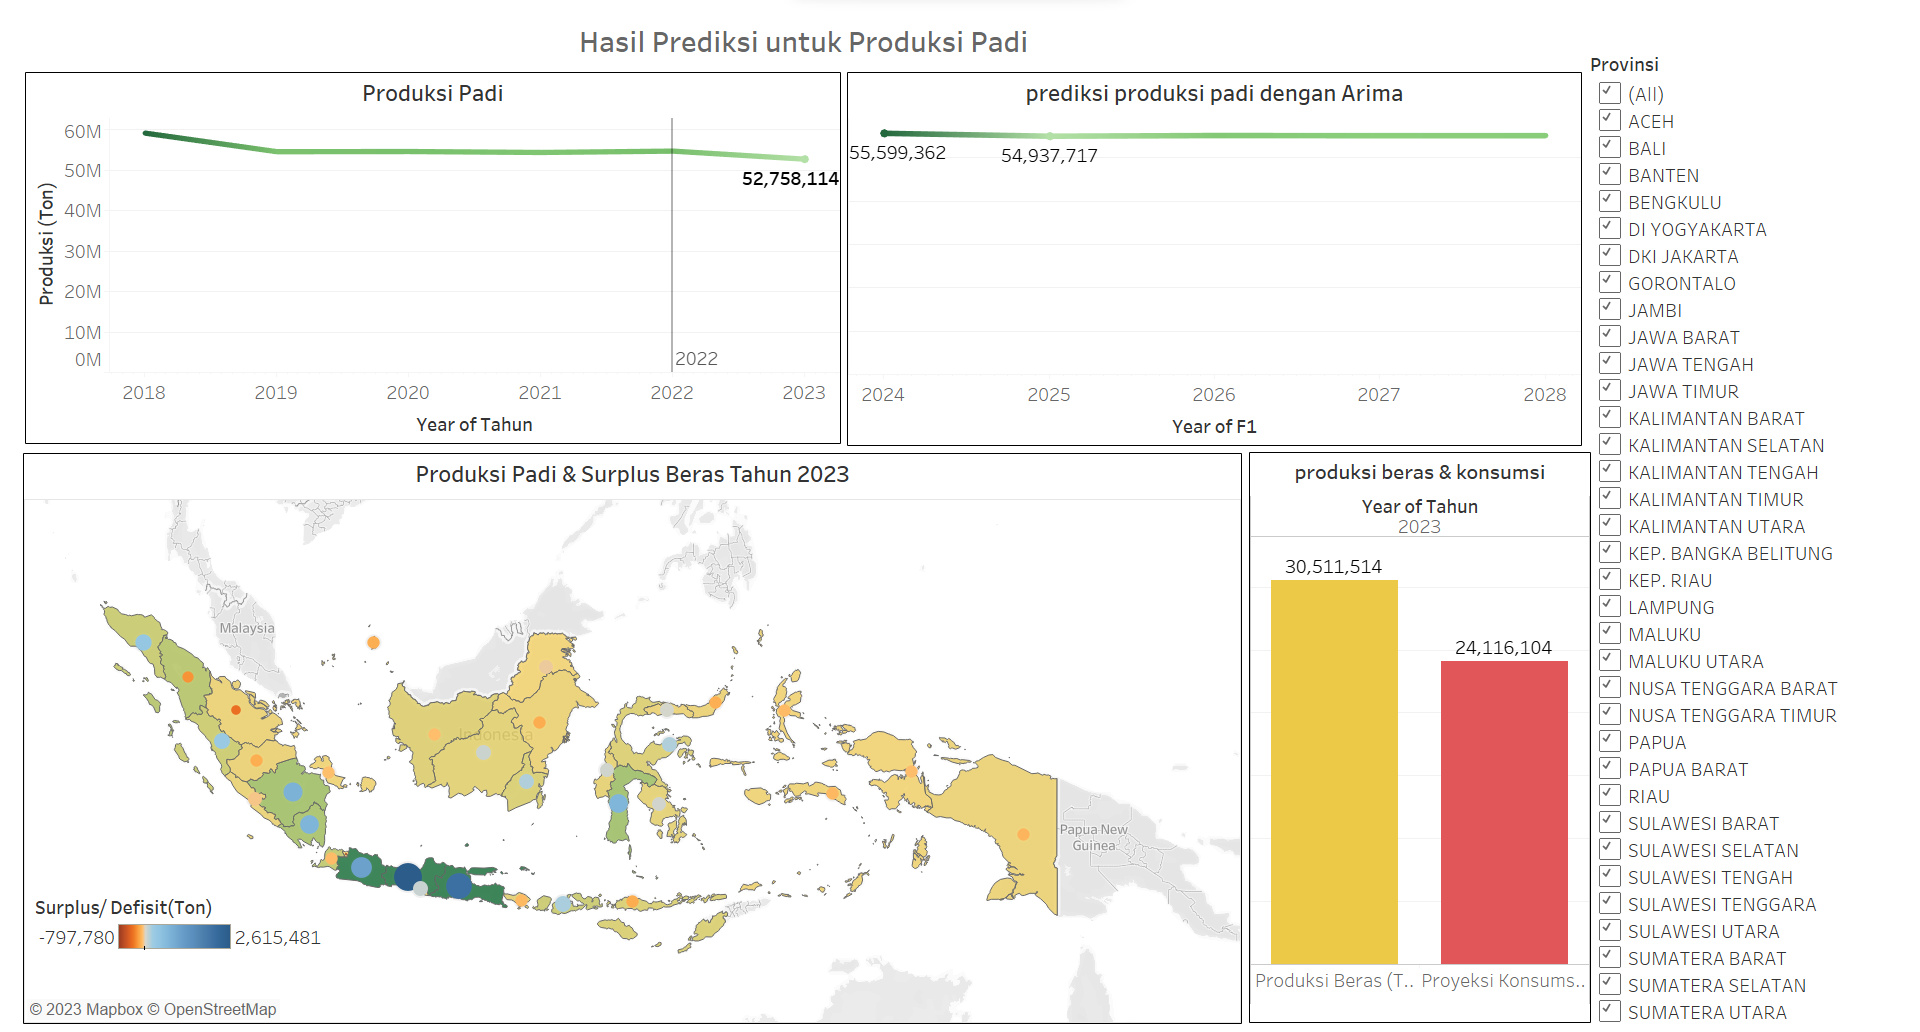 Hasil Prediksi untuk Produksi Padi
Produksi Padi
60M
50M
40M
30M
20M
10M
0M
Produksi (Ton)
52,758,114
2022
2018 2019 2020 2021 2022 2023
Year of Tahun
prediksi produksi padi dengan Arima
55,599,362
54,937,717
2024 2025 2026 2027 2028
Year of F1
Produksi Padi & Surplus Beras Tahun 2023
Malaysia
Indonesia
Papua New
Guinea
Surplus/ Defisit(Ton)
-797,780 2,615,481
© 2023 Mapbox © OpenStreetMap
produksi beras & konsumsi
Year of Tahun
2023
30,511,514
24,116,104
Produksi Beras (T.. Proyeksi Konsums..
Provinsi
(All)
ACEH
BALI
BANTEN
BENGKULU
DI YOGYAKARTA
DKI JAKARTA
GORONTALO
JAMBI
JAWA BARAT
JAWA TENGAH
JAWA TIMUR
KALIMANTAN BARAT
KALIMANTAN SELATAN
KALIMANTAN TENGAH
KALIMANTAN TIMUR
KALIMANTAN UTARA
KEP. BANGKA BELITUNG
KEP. RIAU
LAMPUNG
MALUKU
MALUKU UTARA
NUSA TENGGARA BARAT
NUSA TENGGARA TIMUR
PAPUA
PAPUA BARAT
RIAU
SULAWESI BARAT
SULAWESI SELATAN
SULAWESI TENGAH
SULAWESI TENGGARA
SULAWESI UTARA
SUMATERA BARAT
SUMATERA SELATAN
SUMATERA UTARA